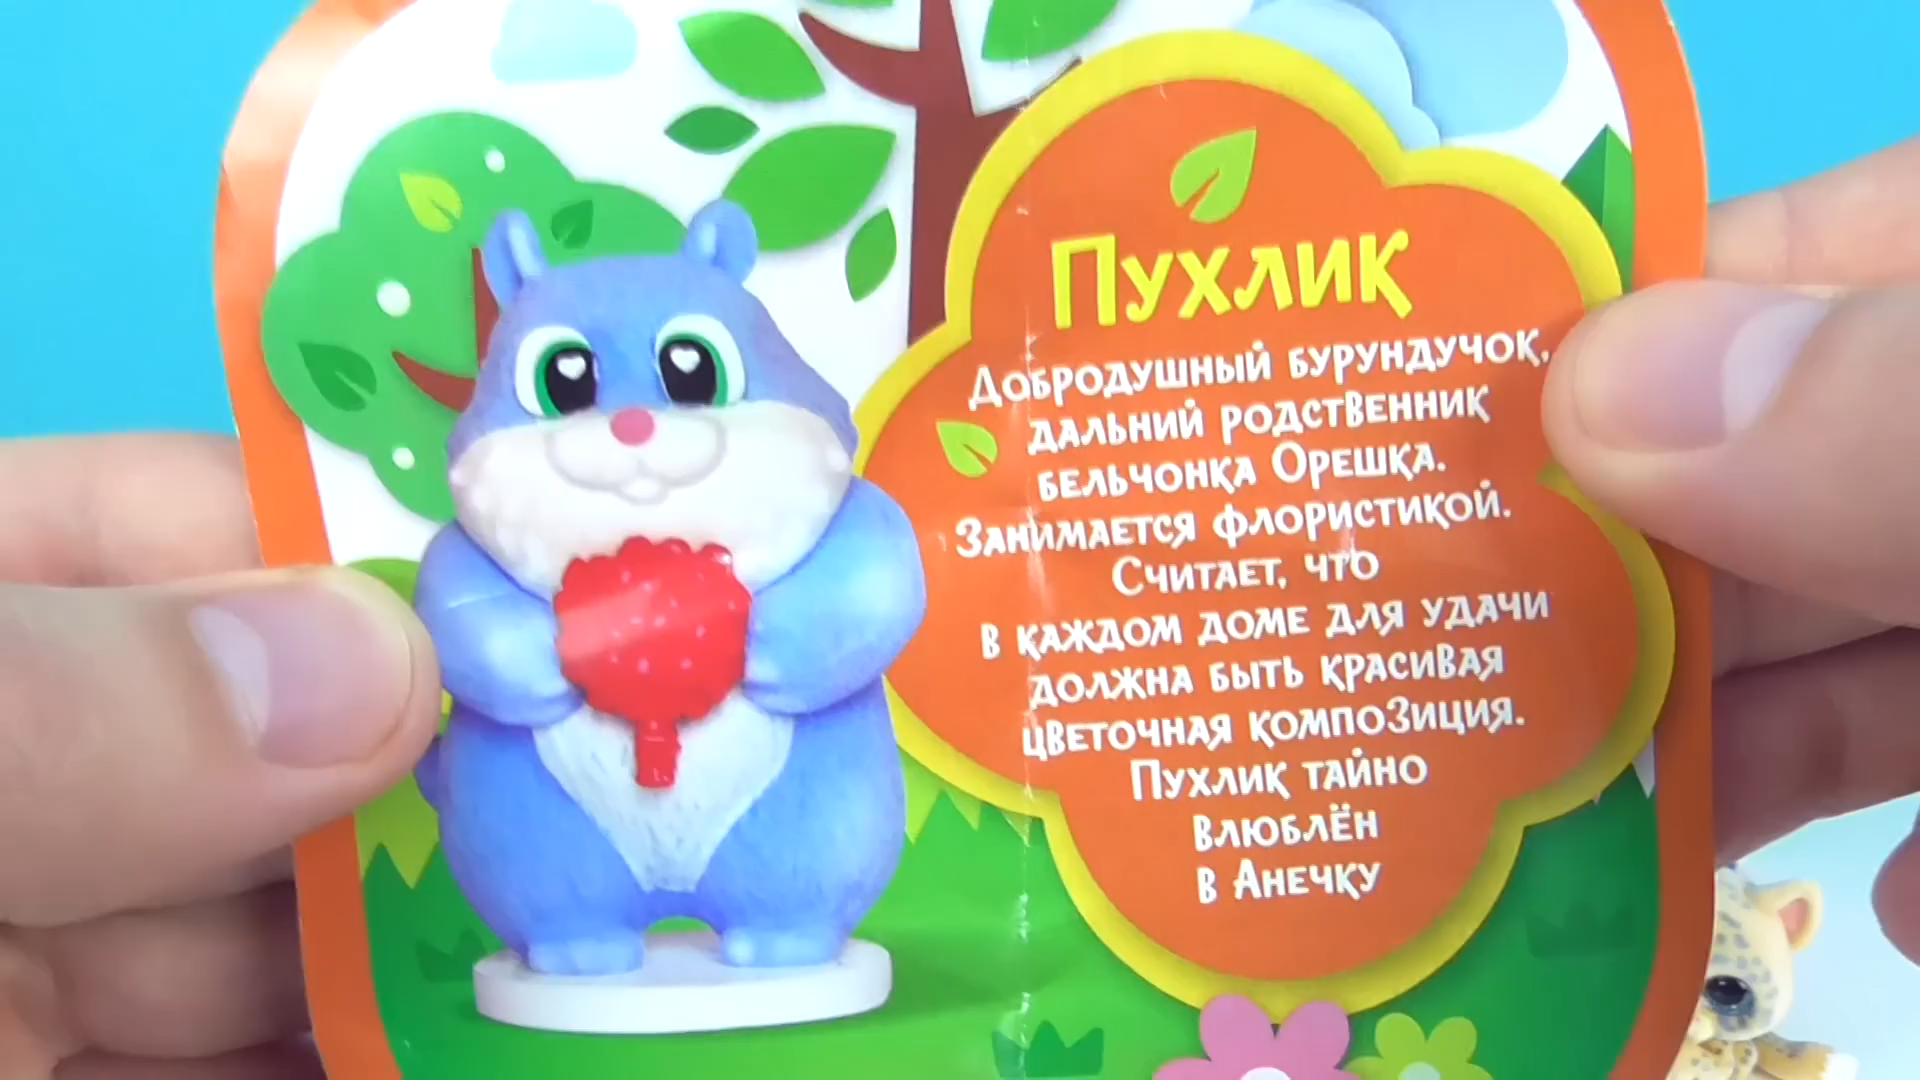 Пухлик
Добродушный бурундучок,
дальний родственник
бельчонка Орешка.
Занимается флористикой.
Считает, что
в каждом доме для удачи
должна быть красивая
цветочная композиция.
Пухлик тайно
влюблён
в Анечку